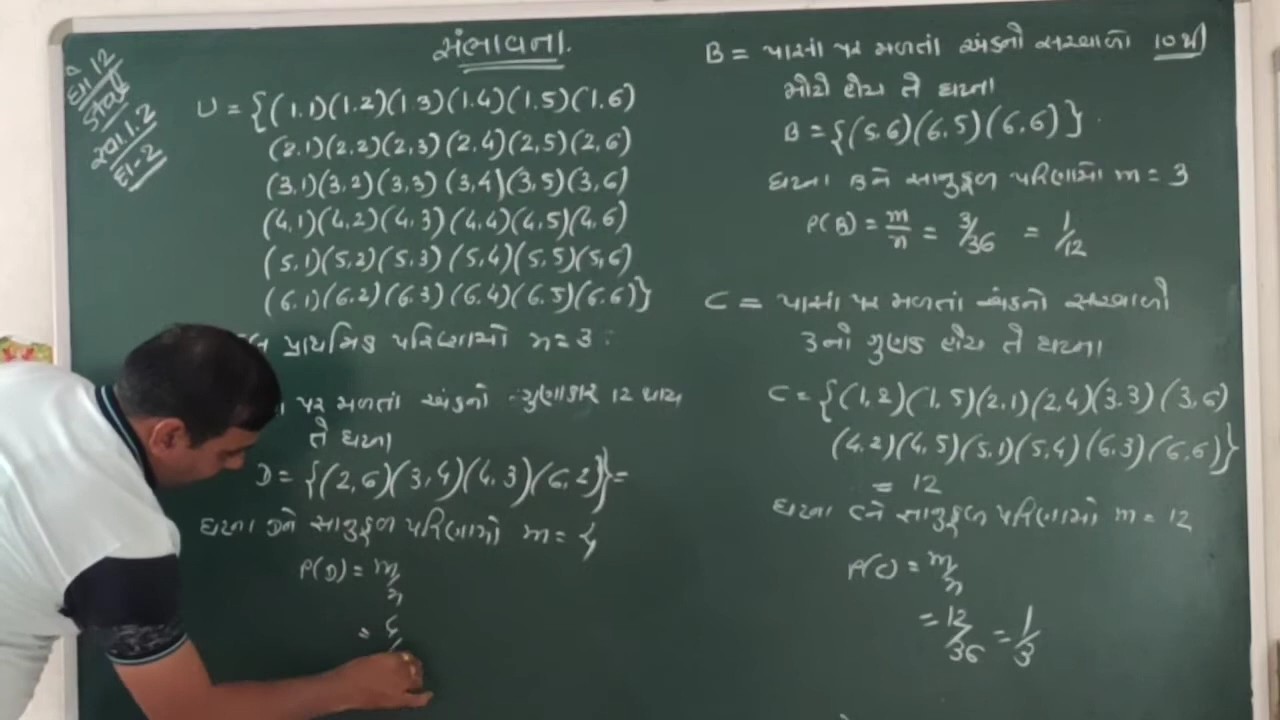 ધો 12
Stat
સ્વા.1.2
દા-2
સંભાવના.
U = {(1.1)(1.2)(1.3)(1.4)(1.5)(1.6)
(2.1)(2.2)(2,3)(2,4)(2,5)(2,6)
(3,1)(3,2)(3,3)(3,4)(3,5)(3,6)
(4,1)(4,2)(4,3)(4,4)(4,5)(4,6)
(5,1)(5,2)(5,3)(5,4)(5,5)(5,6)
(6.1)(6.2)(6.3)(6.4)(6.5)(6.6)}
પ્રાથમિક પરિણામો n = 3
પર મળતાં અંકનો ગુણાકાર 12 થાય
તે ઘટના
D = {(2,6)(3,4)(4,3)(6,2)} =
ઘટના D ને સાનુકૂળ પરિણામો m = 4
P(D) = m/n
= 4/
B = પાસાં પર મળતાં અંકનો સરવાળો 10થી
મોટો હોય તે ઘટના
B = {(5,6)(6,5)(6,6)}.
ઘટના B ને સાનુકૂળ પરિણામો m = 3
P(B) = m/n = 3/36 = 1/12
C = પાસાં પર મળતાં અંકનો સરવાળો
3નો ગુણક હોય તે ઘટના
C = {(1,2)(1,5)(2,1)(2,4)(3.3)(3,6)
(4.2)(4,5)(5,1)(5,4)(6,3)(6,6)}
= 12
ઘટના C ને સાનુકૂળ પરિણામો m = 12
P(C) = m/n
= 12/36 = 1/3